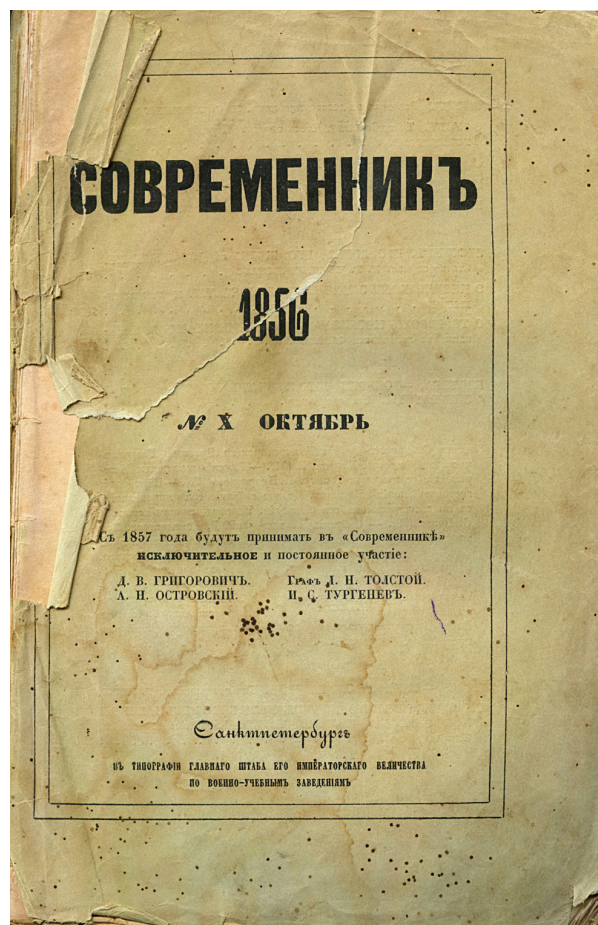 СОВРЕМЕННИКЪ
1856
№ X ОКТЯБРЬ
Съ 1857 года будутъ принимать въ «Современникѣ»
ИСКЛЮЧИТЕЛЬНОЕ и постоянное участіе:
Д. В. ГРИГОРОВИЧЪ.
А. Н. ОСТРОВСКІЙ.
ГРАФЪ Л. Н. ТОЛСТОЙ.
И. С. ТУРГЕНЕВЪ.
Санктпетербургъ
ВЪ ТИПОГРАФІИ ГЛАВНАГО ШТАБА ЕГО ИМПЕРАТОРСКАГО ВЕЛИЧЕСТВА
ПО ВОЕННО-УЧЕБНЫМЪ ЗАВЕДЕНІЯМЪ